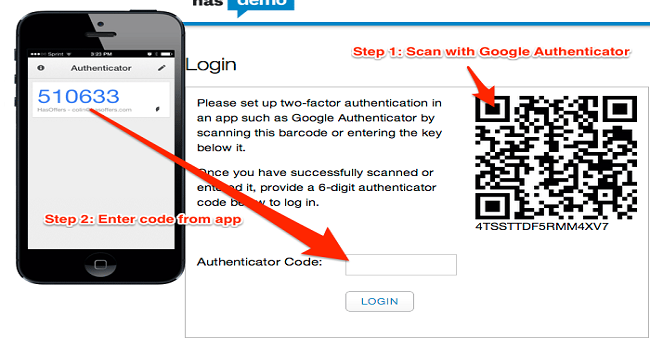 has demo
Step 1: Scan with Google Authenticator
Sprint 3:23 PM
Authenticator
510633
Login
Please set up two-factor authentication in
an app such as Google Authenticator by
scanning this barcode or entering the key
below it.
Once you have successfully scanned or
entered it, provide a 6-digit authenticator
code below to log in.
4TSSTTDF5RMM4XV7
Step 2: Enter code from app
Authenticator Code:
LOGIN